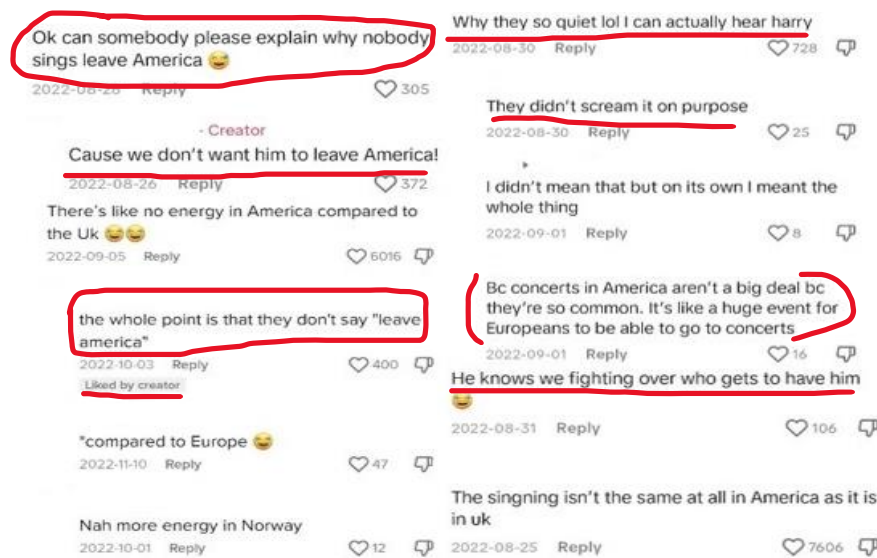 Ok can somebody please explain why nobody
sings leave America 😅
2022-08-28 Reply 305
· Creator
Cause we don't want him to leave America!
2022-08-26 Reply 372
There's like no energy in America compared to
the Uk 😂😂
2022-09-05 Reply 6016
the whole point is that they don't say "leave
america"
2022-10-03 Reply 400
Liked by creator
*compared to Europe 😅
2022-11-10 Reply 47
Nah more energy in Norway
2022-10-01 Reply 12
Why they so quiet lol I can actually hear harry
2022-08-30 Reply 728
They didn't scream it on purpose
2022-08-30 Reply 25
I didn't mean that but on its own I meant the
whole thing
2022-09-01 Reply 8
Bc concerts in America aren't a big deal bc
they're so common. It's like a huge event for
Europeans to be able to go to concerts
2022-09-01 Reply 16
He knows we fighting over who gets to have him
😂
2022-08-31 Reply 106
The singning isn't the same at all in America as it is
in uk
2022-08-25 Reply 7606